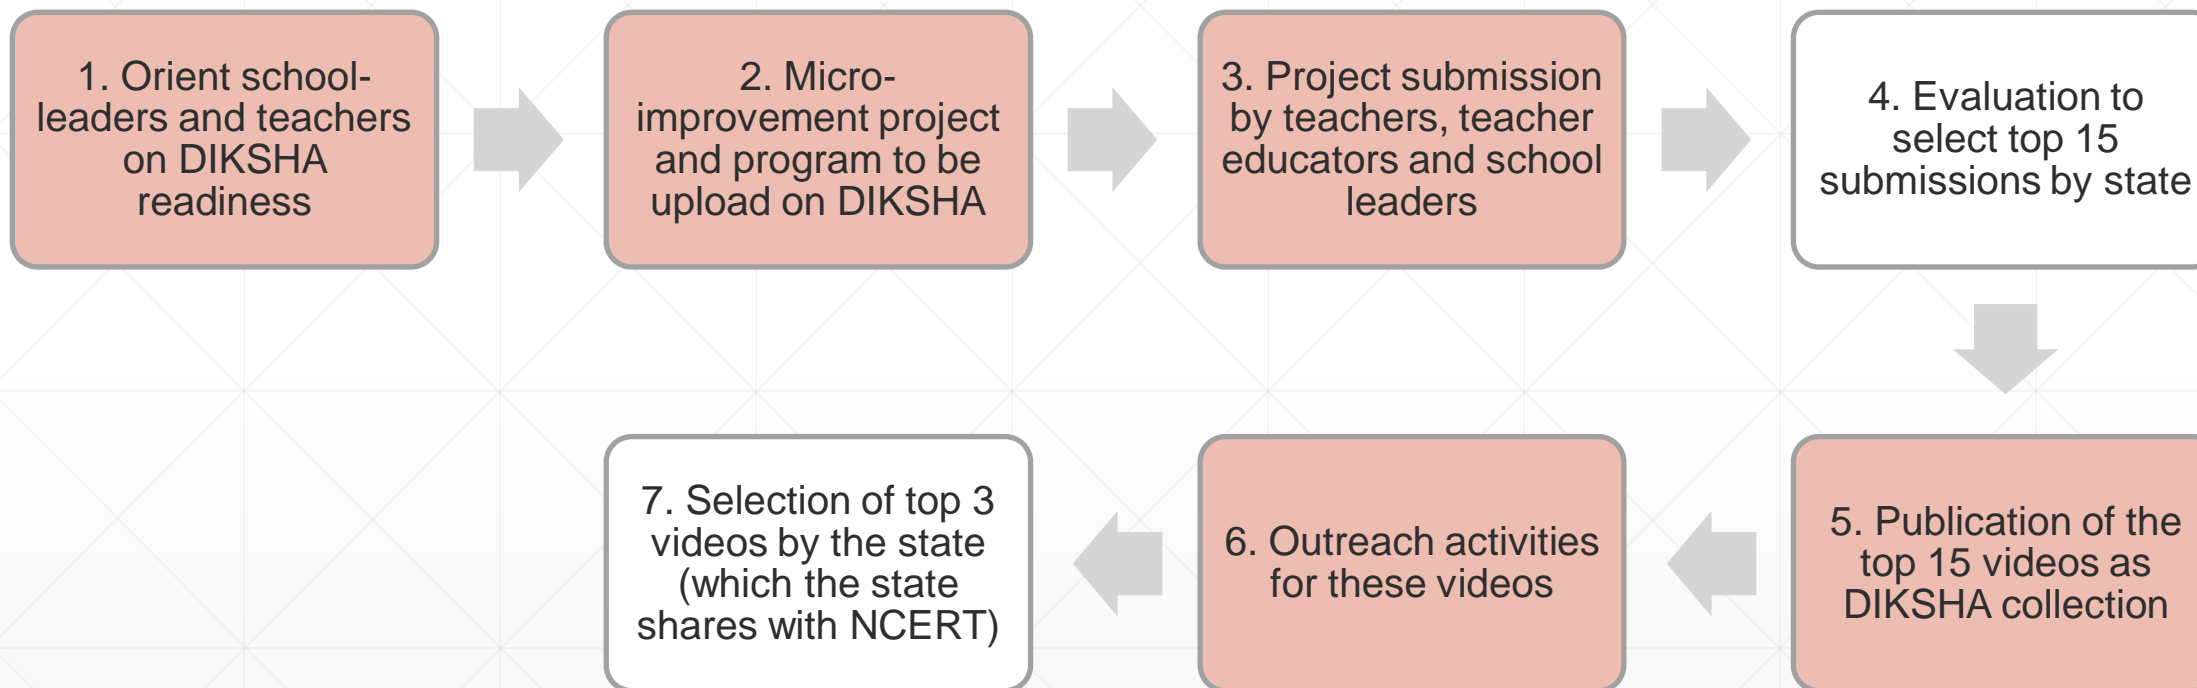 1. Orient school-
leaders and teachers
on DIKSHA
readiness
2. Micro-
improvement project
and program to be
upload on DIKSHA
3. Project submission
by teachers, teacher
educators and school
leaders
4. Evaluation to
select top 15
submissions by state
5. Publication of the
top 15 videos as
DIKSHA collection
6. Outreach activities
for these videos
7. Selection of top 3
videos by the state
(which the state
shares with NCERT)